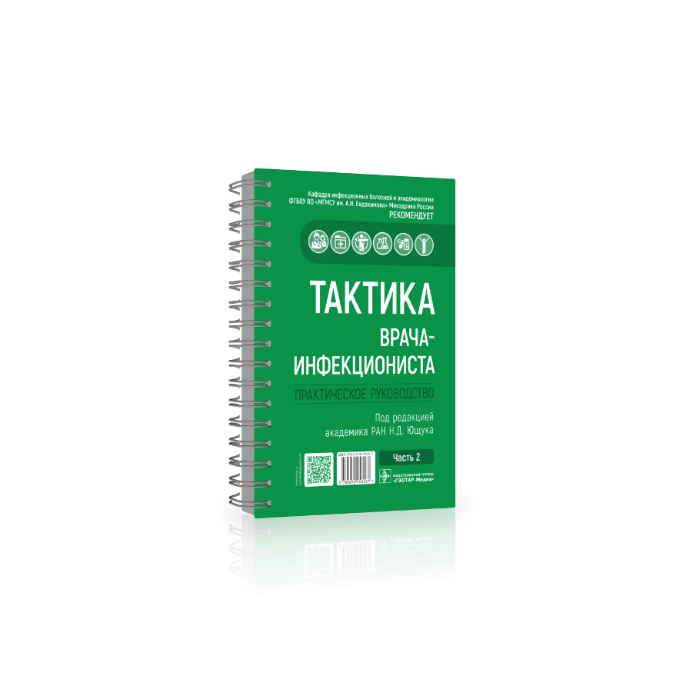 Кафедра инфекционных болезней и эпидемиологии
ФГБОУ ВО «МГМСУ им. А.И. Евдокимова» Минздрава России
РЕКОМЕНДУЕТ
ТАКТИКА
ВРАЧА-
ИНФЕКЦИОНИСТА
ПРАКТИЧЕСКОЕ РУКОВОДСТВО
Под редакцией
академика РАН Н.Д. Ющука
Часть 2
ИЗДАТЕЛЬСКАЯ ГРУППА
«ГЭОТАР-Медиа»